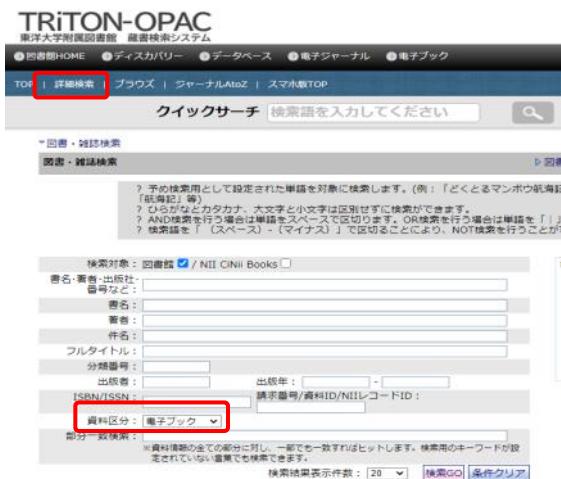 TRiTON-OPAC
東洋大学附属図書館 蔵書検索システム
図書館HOME ディスカバリー データベース 電子ジャーナル 電子ブック
TOP | 詳細検索 | ブラウズ | ジャーナルAtoZ | スマホ版TOP
クイックサーチ 検索語を入力してください
図書・雑誌検索
図書・雑誌検索 図書
? 予め検索用として設定された単語を対象に検索します。(例：「どくとるマンボウ航海記
「航海記」等)
? ひらがなとカタカナ、大文字と小文字は区別せずに検索ができます。
? AND検索を行う場合は単語をスペースで区切ります。OR検索を行う場合は単語を「|」
? 検索語を「 (スペース) - (マイナス) 」で区切ることにより、NOT検索を行うことが
検索対象： 図書館 / NII CiNii Books
書名・著者・出版社・
番号など：
書名：
著者：
件名：
フルタイトル：
分類番号：
出版者： 出版年： -
ISBN/ISSN： 請求番号/資料ID/NIIレコードID：
資料区分： 電子ブック
部分一致検索：
※資料情報の全ての部分に対し、一部でも一致すればヒットします。検索用のキーワードが設
定されていない言葉でも検索できます。
検索結果表示件数： 20 検索GO 条件クリア